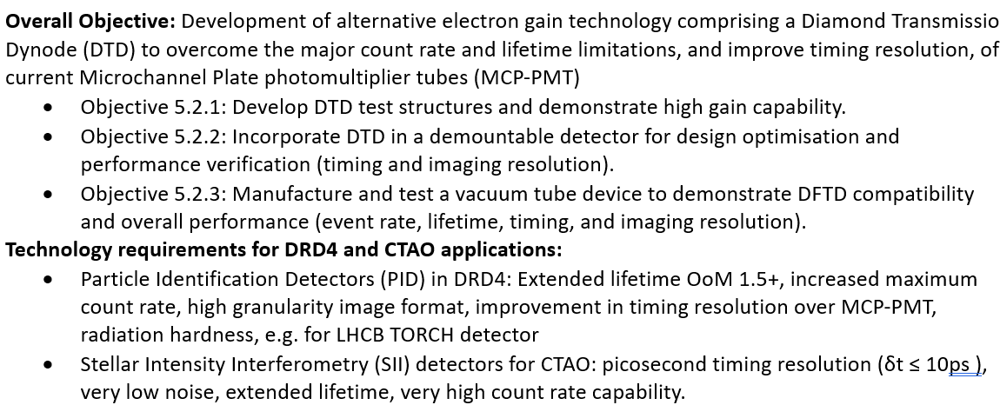 Overall Objective: Development of alternative electron gain technology comprising a Diamond Transmissio
Dynode (DTD) to overcome the major count rate and lifetime limitations, and improve timing resolution, of
current Microchannel Plate photomultiplier tubes (MCP-PMT)
• Objective 5.2.1: Develop DTD test structures and demonstrate high gain capability.
• Objective 5.2.2: Incorporate DTD in a demountable detector for design optimisation and
performance verification (timing and imaging resolution).
• Objective 5.2.3: Manufacture and test a vacuum tube device to demonstrate DFTD compatibility
and overall performance (event rate, lifetime, timing, and imaging resolution).
Technology requirements for DRD4 and CTAO applications:
• Particle Identification Detectors (PID) in DRD4: Extended lifetime OoM 1.5+, increased maximum
count rate, high granularity image format, improvement in timing resolution over MCP-PMT,
radiation hardness, e.g. for LHCB TORCH detector
• Stellar Intensity Interferometry (SII) detectors for CTAO: picosecond timing resolution (δt ≤ 10ps ),
very low noise, extended lifetime, very high count rate capability.